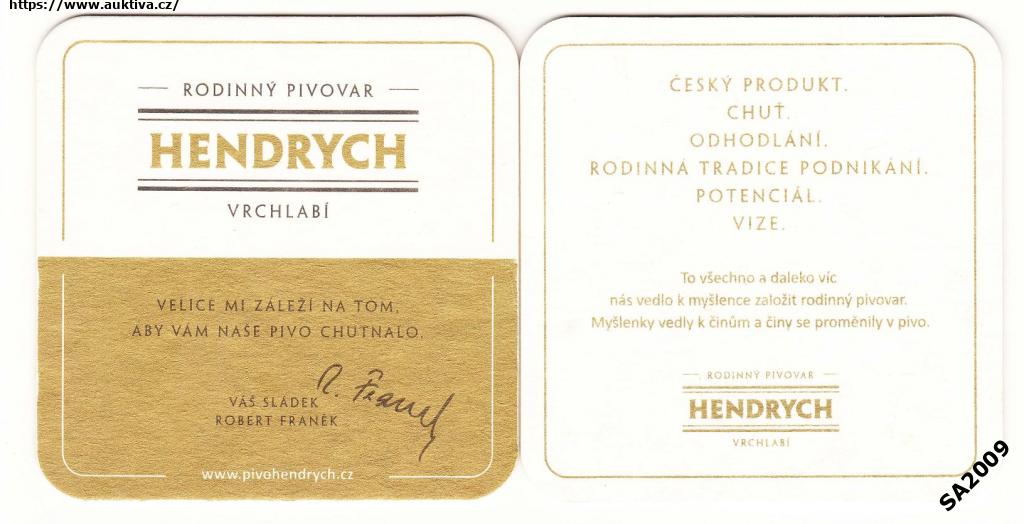 https://www.auktiva.cz/
RODINNÝ PIVOVAR
HENDRYCH
VRCHLABÍ
VELICE MI ZÁLEŽÍ NA TOM,
ABY VÁM NAŠE PIVO CHUTNALO.
R. Franěk
VÁŠ SLÁDEK
ROBERT FRANĚK
www.pivohendrych.cz
ČESKÝ PRODUKT.
CHUŤ.
ODHODLÁNÍ.
RODINNÁ TRADICE PODNIKÁNÍ.
POTENCIÁL.
VIZE.
To všechno a daleko víc
nás vedlo k myšlence založit rodinný pivovar.
Myšlenky vedly k činům a činy se proměnily v pivo.
RODINNÝ PIVOVAR
HENDRYCH
VRCHLABÍ
SA2009